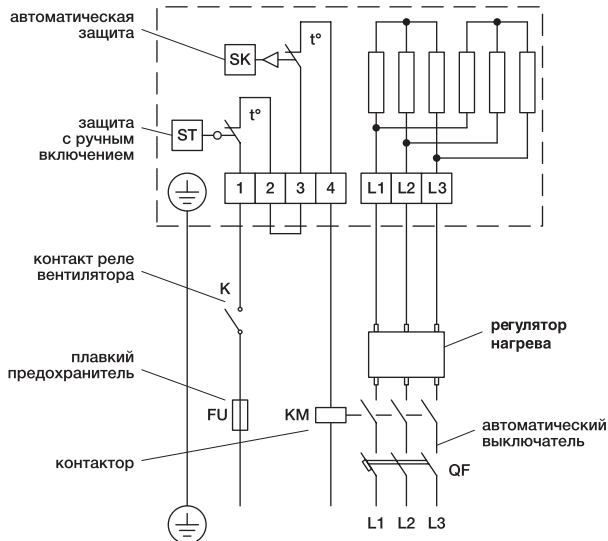 автоматическая
защита
SK
t°
защита
с ручным
включением
ST
t°
1 2 3 4 L1 L2 L3
контакт реле
вентилятора
K
регулятор
нагрева
плавкий
предохранитель
FU
KM
автоматический
выключатель
контактор
QF
L1 L2 L3